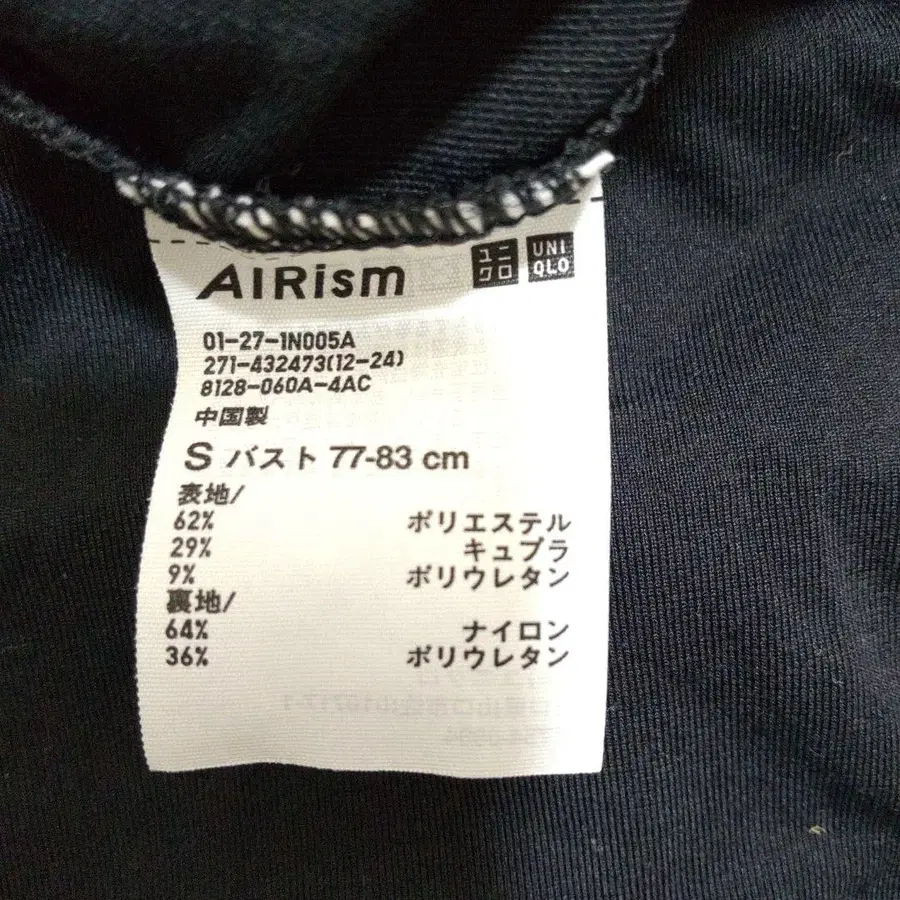 AIRism
ユニ
クロ
UNI
QLO
01-27-1N005A
271-432473(12-24)
8128-060A-4AC
中国製
S バスト 77-83 cm
表地/
62% ポリエステル
29% キュプラ
9% ポリウレタン
裏地/
64% ナイロン
36% ポリウレタン